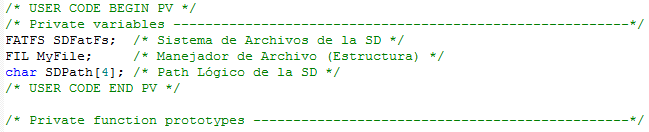 /* USER CODE BEGIN PV */
/* Private variables ---------------------------------------------------------*/
FATFS SDFatFs;  /* Sistema de Archivos de la SD */
FIL MyFile;     /* Manejador de Archivo (Estructura) */
char SDPath[4]; /* Path Lógico de la SD */
/* USER CODE END PV */
/* Private function prototypes -----------------------------------------------*/